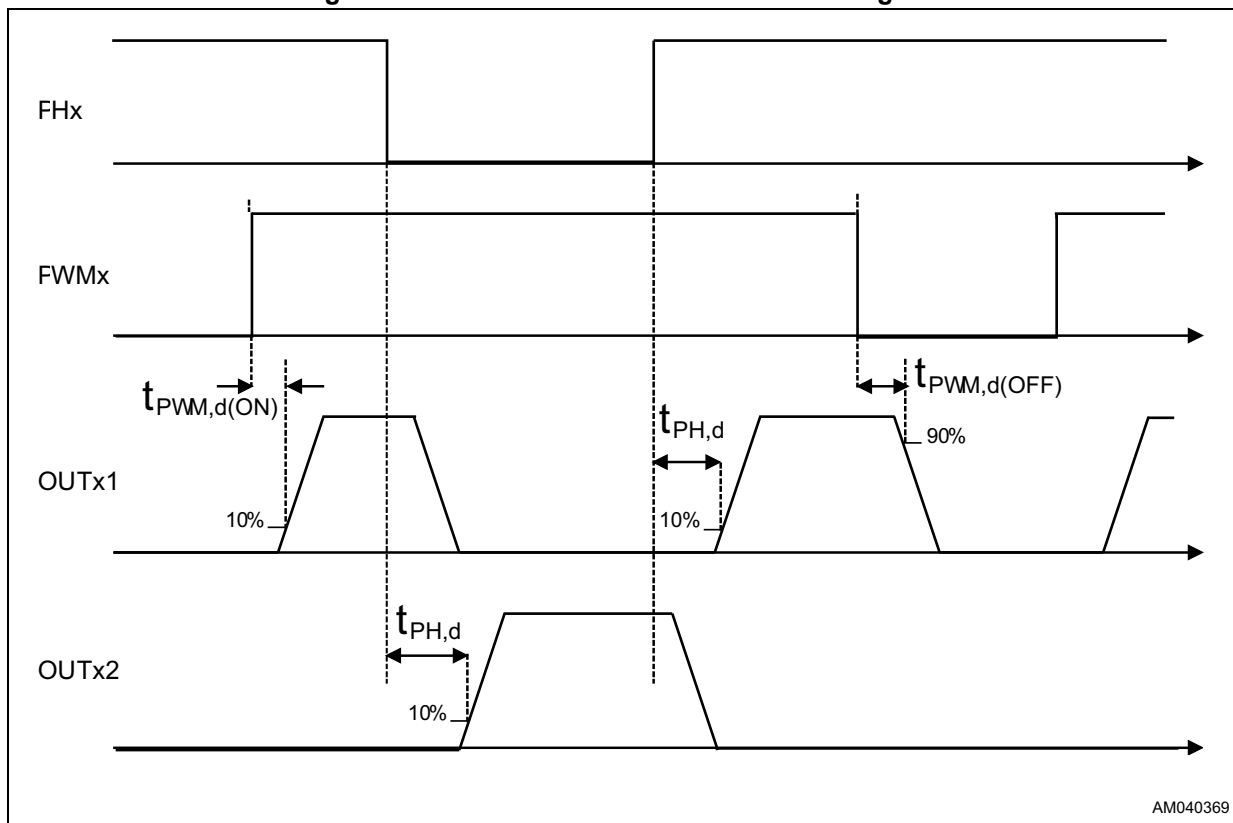 FHx
FWMx
tPWM,d(ON)
tPWM,d(OFF)
tPH,d
90%
OUTx1
10%
10%
tPH,d
OUTx2
10%
AM040369